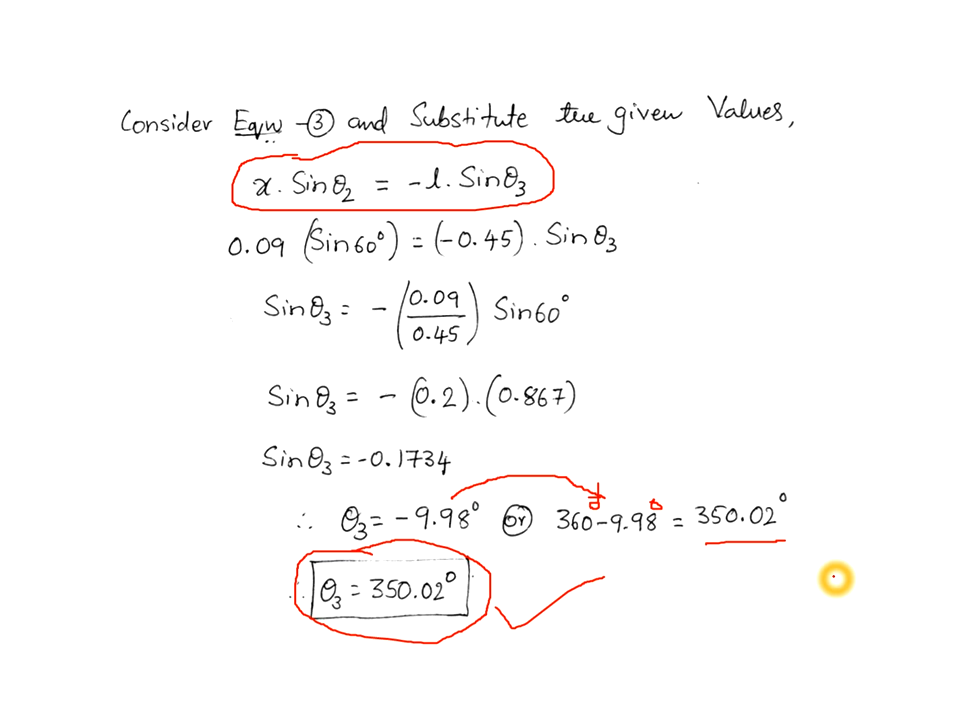 Consider Eqn -③ and Substitute the given Values,
x. Sinθ₂ = -l. Sinθ₃
0.09 (Sin60°) = (-0.45). Sinθ₃
Sinθ₃ = - (0.09/0.45) Sin60°
Sinθ₃ = - (0.2).(0.867)
Sinθ₃ = -0.1734
∴ θ₃ = -9.98° or 360°-9.98° = 350.02°
θ₃ = 350.02°